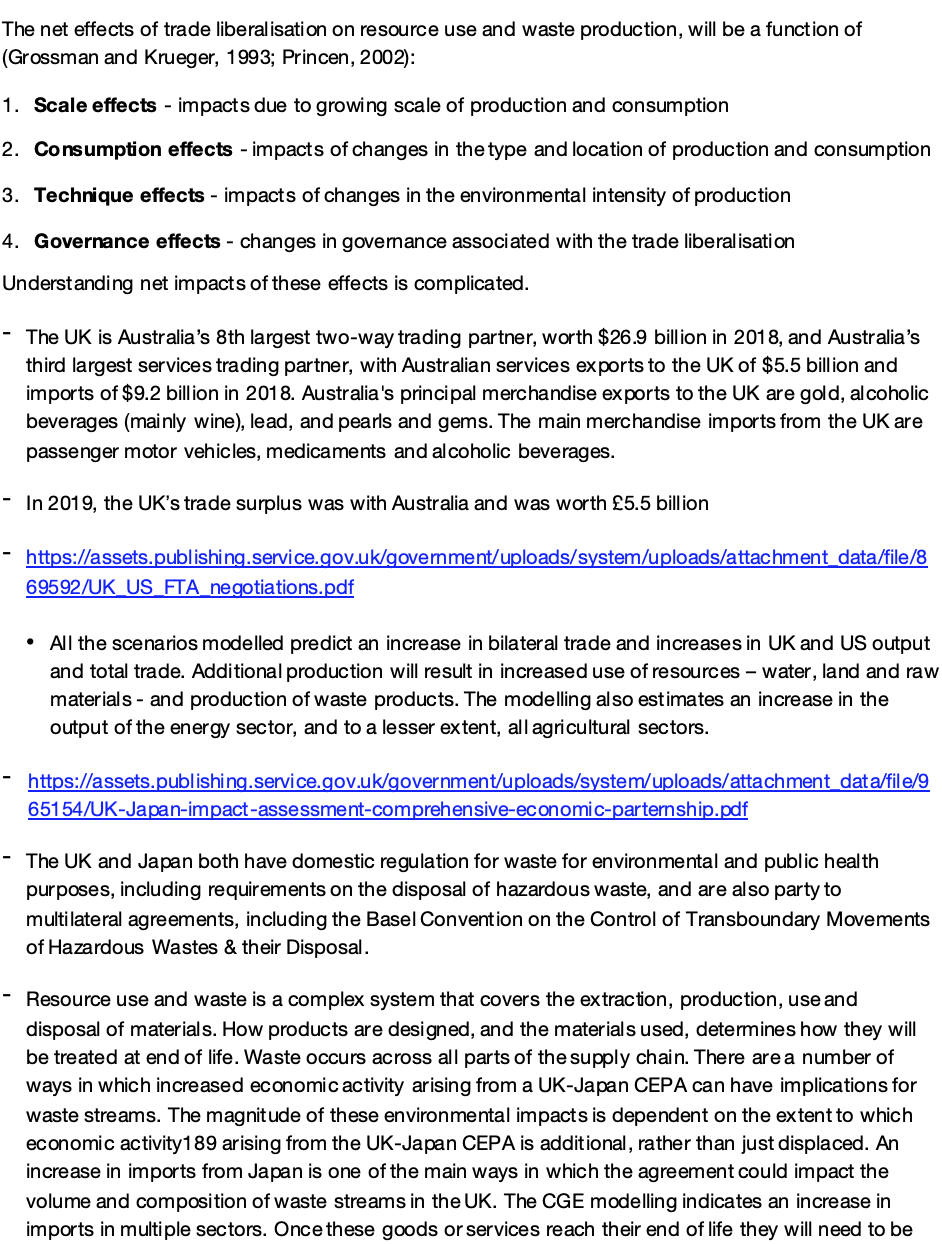 The net effects of trade liberalisation on resource use and waste production, will be a function of
(Grossman and Krueger, 1993; Princen, 2002):
1. Scale effects - impacts due to growing scale of production and consumption
2. Consumption effects - impacts of changes in the type and location of production and consumption
3. Technique effects - impacts of changes in the environmental intensity of production
4. Governance effects - changes in governance associated with the trade liberalisation
Understanding net impacts of these effects is complicated.
- The UK is Australia’s 8th largest two-way trading partner, worth $26.9 billion in 2018, and Australia’s
third largest services trading partner, with Australian services exports to the UK of $5.5 billion and
imports of $9.2 billion in 2018. Australia's principal merchandise exports to the UK are gold, alcoholic
beverages (mainly wine), lead, and pearls and gems. The main merchandise imports from the UK are
passenger motor vehicles, medicaments and alcoholic beverages.
- In 2019, the UK’s trade surplus was with Australia and was worth £5.5 billion
- https://assets.publishing.service.gov.uk/government/uploads/system/uploads/attachment_data/file/8
69592/UK_US_FTA_negotiations.pdf
• All the scenarios modelled predict an increase in bilateral trade and increases in UK and US output
and total trade. Additional production will result in increased use of resources – water, land and raw
materials - and production of waste products. The modelling also estimates an increase in the
output of the energy sector, and to a lesser extent, all agricultural sectors.
- https://assets.publishing.service.gov.uk/government/uploads/system/uploads/attachment_data/file/9
65154/UK-Japan-impact-assessment-comprehensive-economic-parternship.pdf
- The UK and Japan both have domestic regulation for waste for environmental and public health
purposes, including requirements on the disposal of hazardous waste, and are also party to
multilateral agreements, including the Basel Convention on the Control of Transboundary Movements
of Hazardous Wastes & their Disposal.
- Resource use and waste is a complex system that covers the extraction, production, use and
disposal of materials. How products are designed, and the materials used, determines how they will
be treated at end of life. Waste occurs across all parts of the supply chain. There are a number of
ways in which increased economic activity arising from a UK-Japan CEPA can have implications for
waste streams. The magnitude of these environmental impacts is dependent on the extent to which
economic activity189 arising from the UK-Japan CEPA is additional, rather than just displaced. An
increase in imports from Japan is one of the main ways in which the agreement could impact the
volume and composition of waste streams in the UK. The CGE modelling indicates an increase in
imports in multiple sectors. Once these goods or services reach their end of life they will need to be